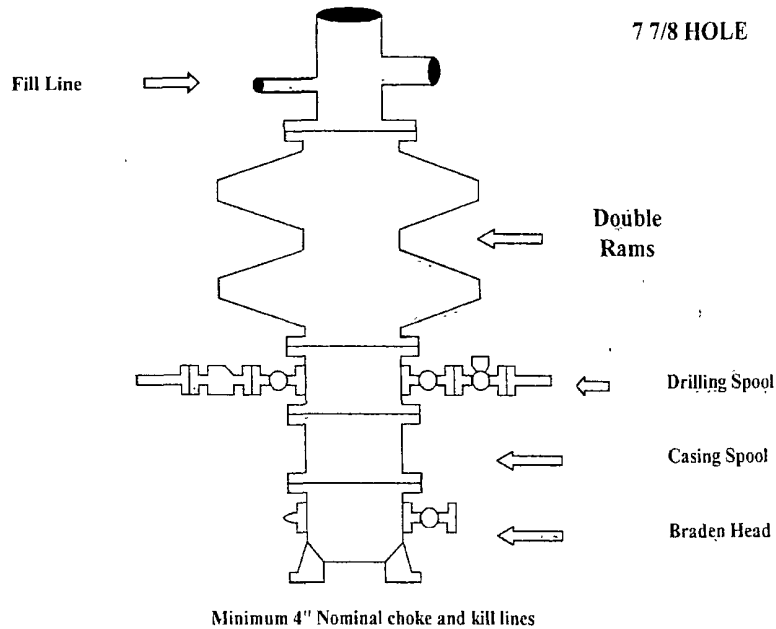 7 7/8 HOLE
Fill Line
Double
Rams
Drilling Spool
Casing Spool
Braden Head
Minimum 4" Nominal choke and kill lines